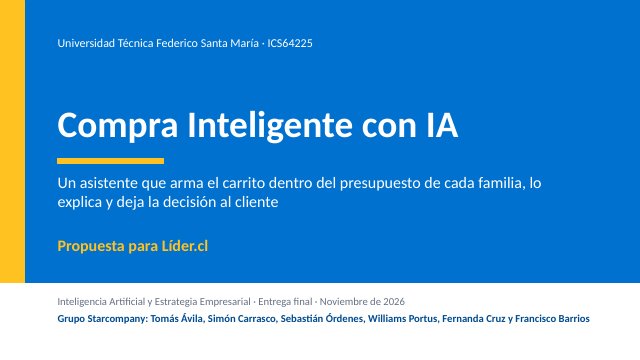 Universidad Técnica Federico Santa María · ICS64225
Compra Inteligente con IA
Un asistente que arma el carrito dentro del presupuesto de cada familia, lo
explica y deja la decisión al cliente
Propuesta para Líder.cl
Inteligencia Artificial y Estrategia Empresarial · Entrega final · Noviembre de 2026
Grupo Starcompany: Tomás Ávila, Simón Carrasco, Sebastián Órdenes, Williams Portus, Fernanda Cruz y Francisco Barrios